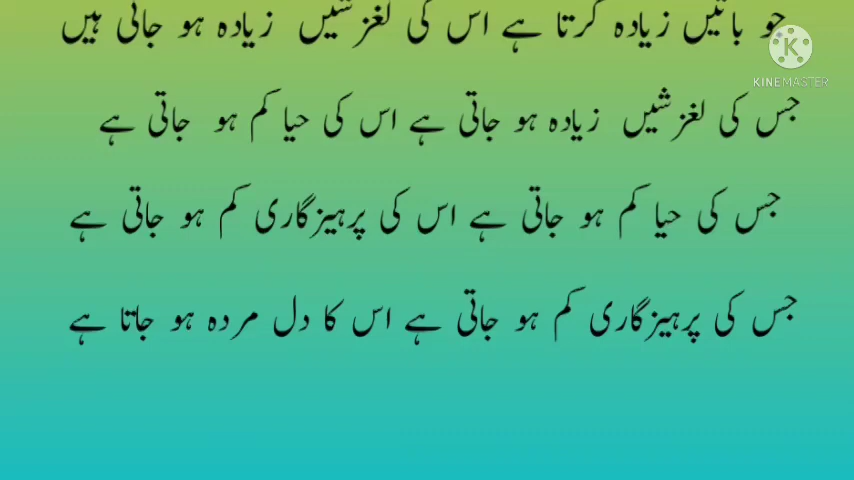 جو باتیں زیادہ کرتا ہے اس کی لغزشیں زیادہ ہو جاتی ہیں
KINEMASTER
جس کی لغزشیں زیادہ ہو جاتی ہے اس کی حیا کم ہو جاتی ہے
جس کی حیا کم ہو جاتی ہے اس کی پرہیزگاری کم ہو جاتی ہے
جس کی پرہیزگاری کم ہو جاتی ہے اس کا دل مردہ ہو جاتا ہے